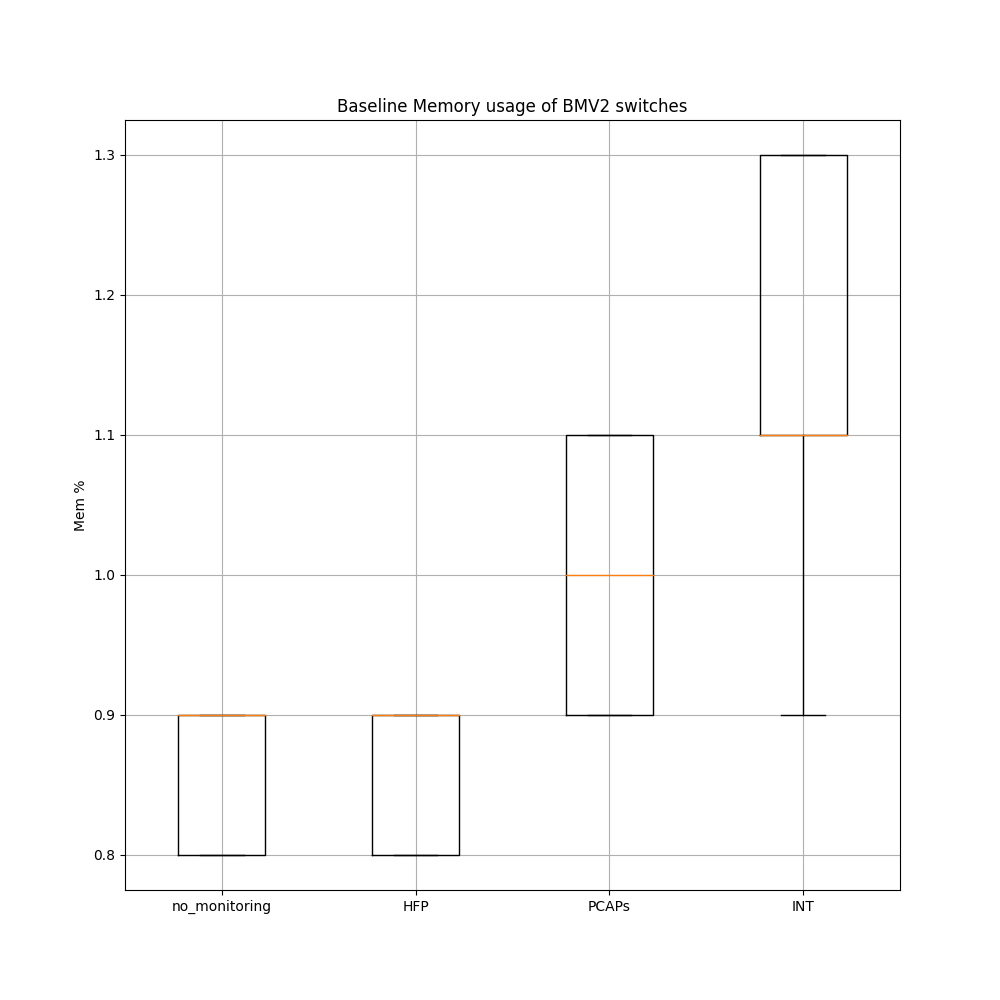 Baseline Memory usage of BMV2 switches
1.3
1.2
1.1
1.0
0.9
0.8
Mem %
no_monitoring HFP PCAPs INT